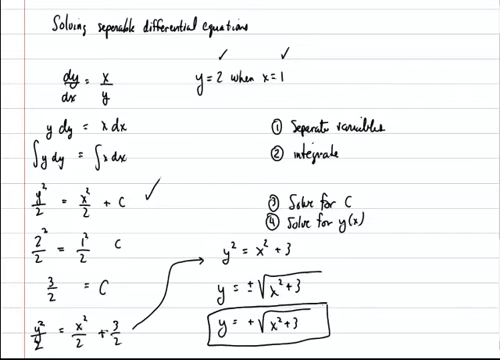 Solving seperable differential equations
dy/dx = x/y
y = 2 when x = 1
y dy = x dx
∫y dy = ∫x dx
y²/2 = x²/2 + C
2²/2 = 1²/2 C
3/2 = C
y²/2 = x²/2 + 3/2
① Separate variables
② integrate
③ Solve for C
④ Solve for y(x)
y² = x² + 3
y = ±√(x² + 3)
y = +√(x² + 3)